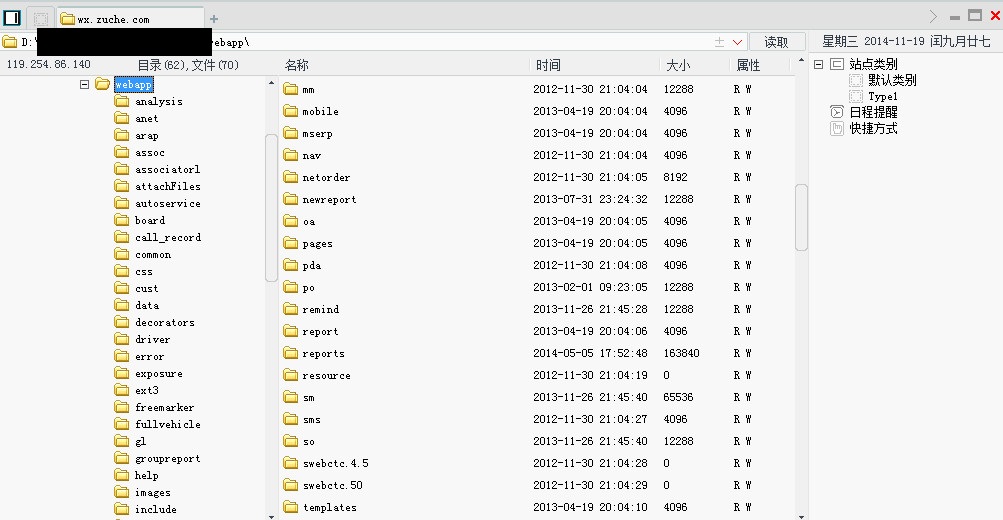 wx.zuche.com
D:\ webapp\ 读取 星期三 2014-11-19 闰九月廿七
119.254.86.140 目录(62),文件(70) 名称 时间 大小 属性
webapp
analysis
anet
arap
assoc
associatorl
attachFiles
autoservice
board
call_record
common
css
cust
data
decorators
driver
error
exposure
ext3
freemarker
fullvehicle
gl
groupreport
help
images
include
mm 2012-11-30 21:04:04 12288 R W
mobile 2013-04-19 20:04:04 4096 R W
mserp 2013-04-19 20:04:04 4096 R W
nav 2012-11-30 21:04:04 4096 R W
netorder 2012-11-30 21:04:05 8192 R W
newreport 2013-07-31 23:24:32 12288 R W
oa 2013-04-19 20:04:05 4096 R W
pages 2013-04-19 20:04:05 4096 R W
pda 2012-11-30 21:04:08 4096 R W
po 2013-02-01 09:23:05 12288 R W
remind 2013-11-26 21:45:28 12288 R W
report 2013-04-19 20:04:06 4096 R W
reports 2014-05-05 17:52:48 163840 R W
resource 2012-11-30 21:04:19 0 R W
sm 2013-11-26 21:45:40 65536 R W
sms 2012-11-30 21:04:27 4096 R W
so 2013-11-26 21:45:40 12288 R W
swebctc.4.5 2012-11-30 21:04:28 0 R W
swebctc.50 2012-11-30 21:04:29 0 R W
templates 2013-04-19 20:04:10 4096 R W
站点类别
默认类别
Type1
日程提醒
快捷方式